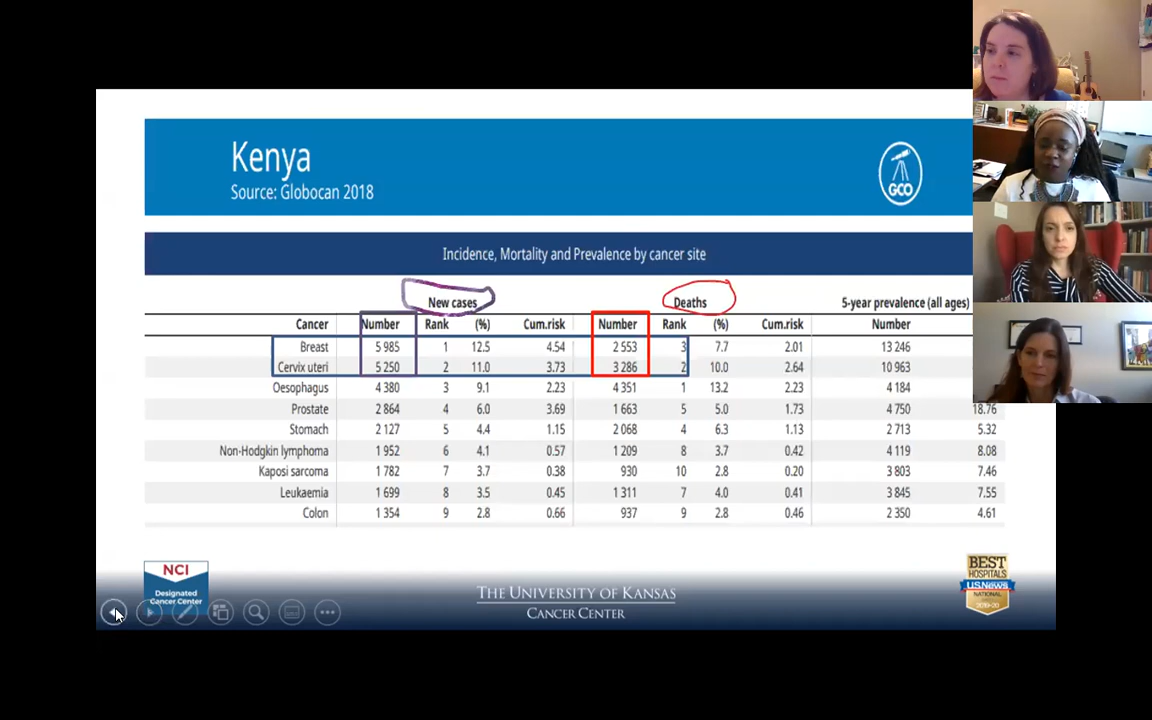 Kenya
Source: Globocan 2018
GCO
Incidence, Mortality and Prevalence by cancer site
New cases Deaths 5-year prevalence (all ages)
Cancer Number Rank (%) Cum.risk Number Rank (%) Cum.risk Number
Breast 5 985 1 12.5 4.54 2 553 3 7.7 2.01 13 246
Cervix uteri 5 250 2 11.0 3.73 3 286 2 10.0 2.64 10 963
Oesophagus 4 380 3 9.1 2.23 4 351 1 13.2 2.23 4 184
Prostate 2 864 4 6.0 3.69 1 663 5 5.0 1.73 4 750 18.76
Stomach 2 127 5 4.4 1.15 2 068 4 6.3 1.13 2 713 5.32
Non-Hodgkin lymphoma 1 952 6 4.1 0.57 1 209 8 3.7 0.42 4 119 8.08
Kaposi sarcoma 1 782 7 3.7 0.38 930 10 2.8 0.20 3 803 7.46
Leukaemia 1 699 8 3.5 0.45 1 311 7 4.0 0.41 3 845 7.55
Colon 1 354 9 2.8 0.66 937 9 2.8 0.46 2 350 4.61
NCI
Designated
Cancer Center
THE UNIVERSITY OF KANSAS
CANCER CENTER
BEST
HOSPITALS
U.S.News
NATIONAL
2019-20